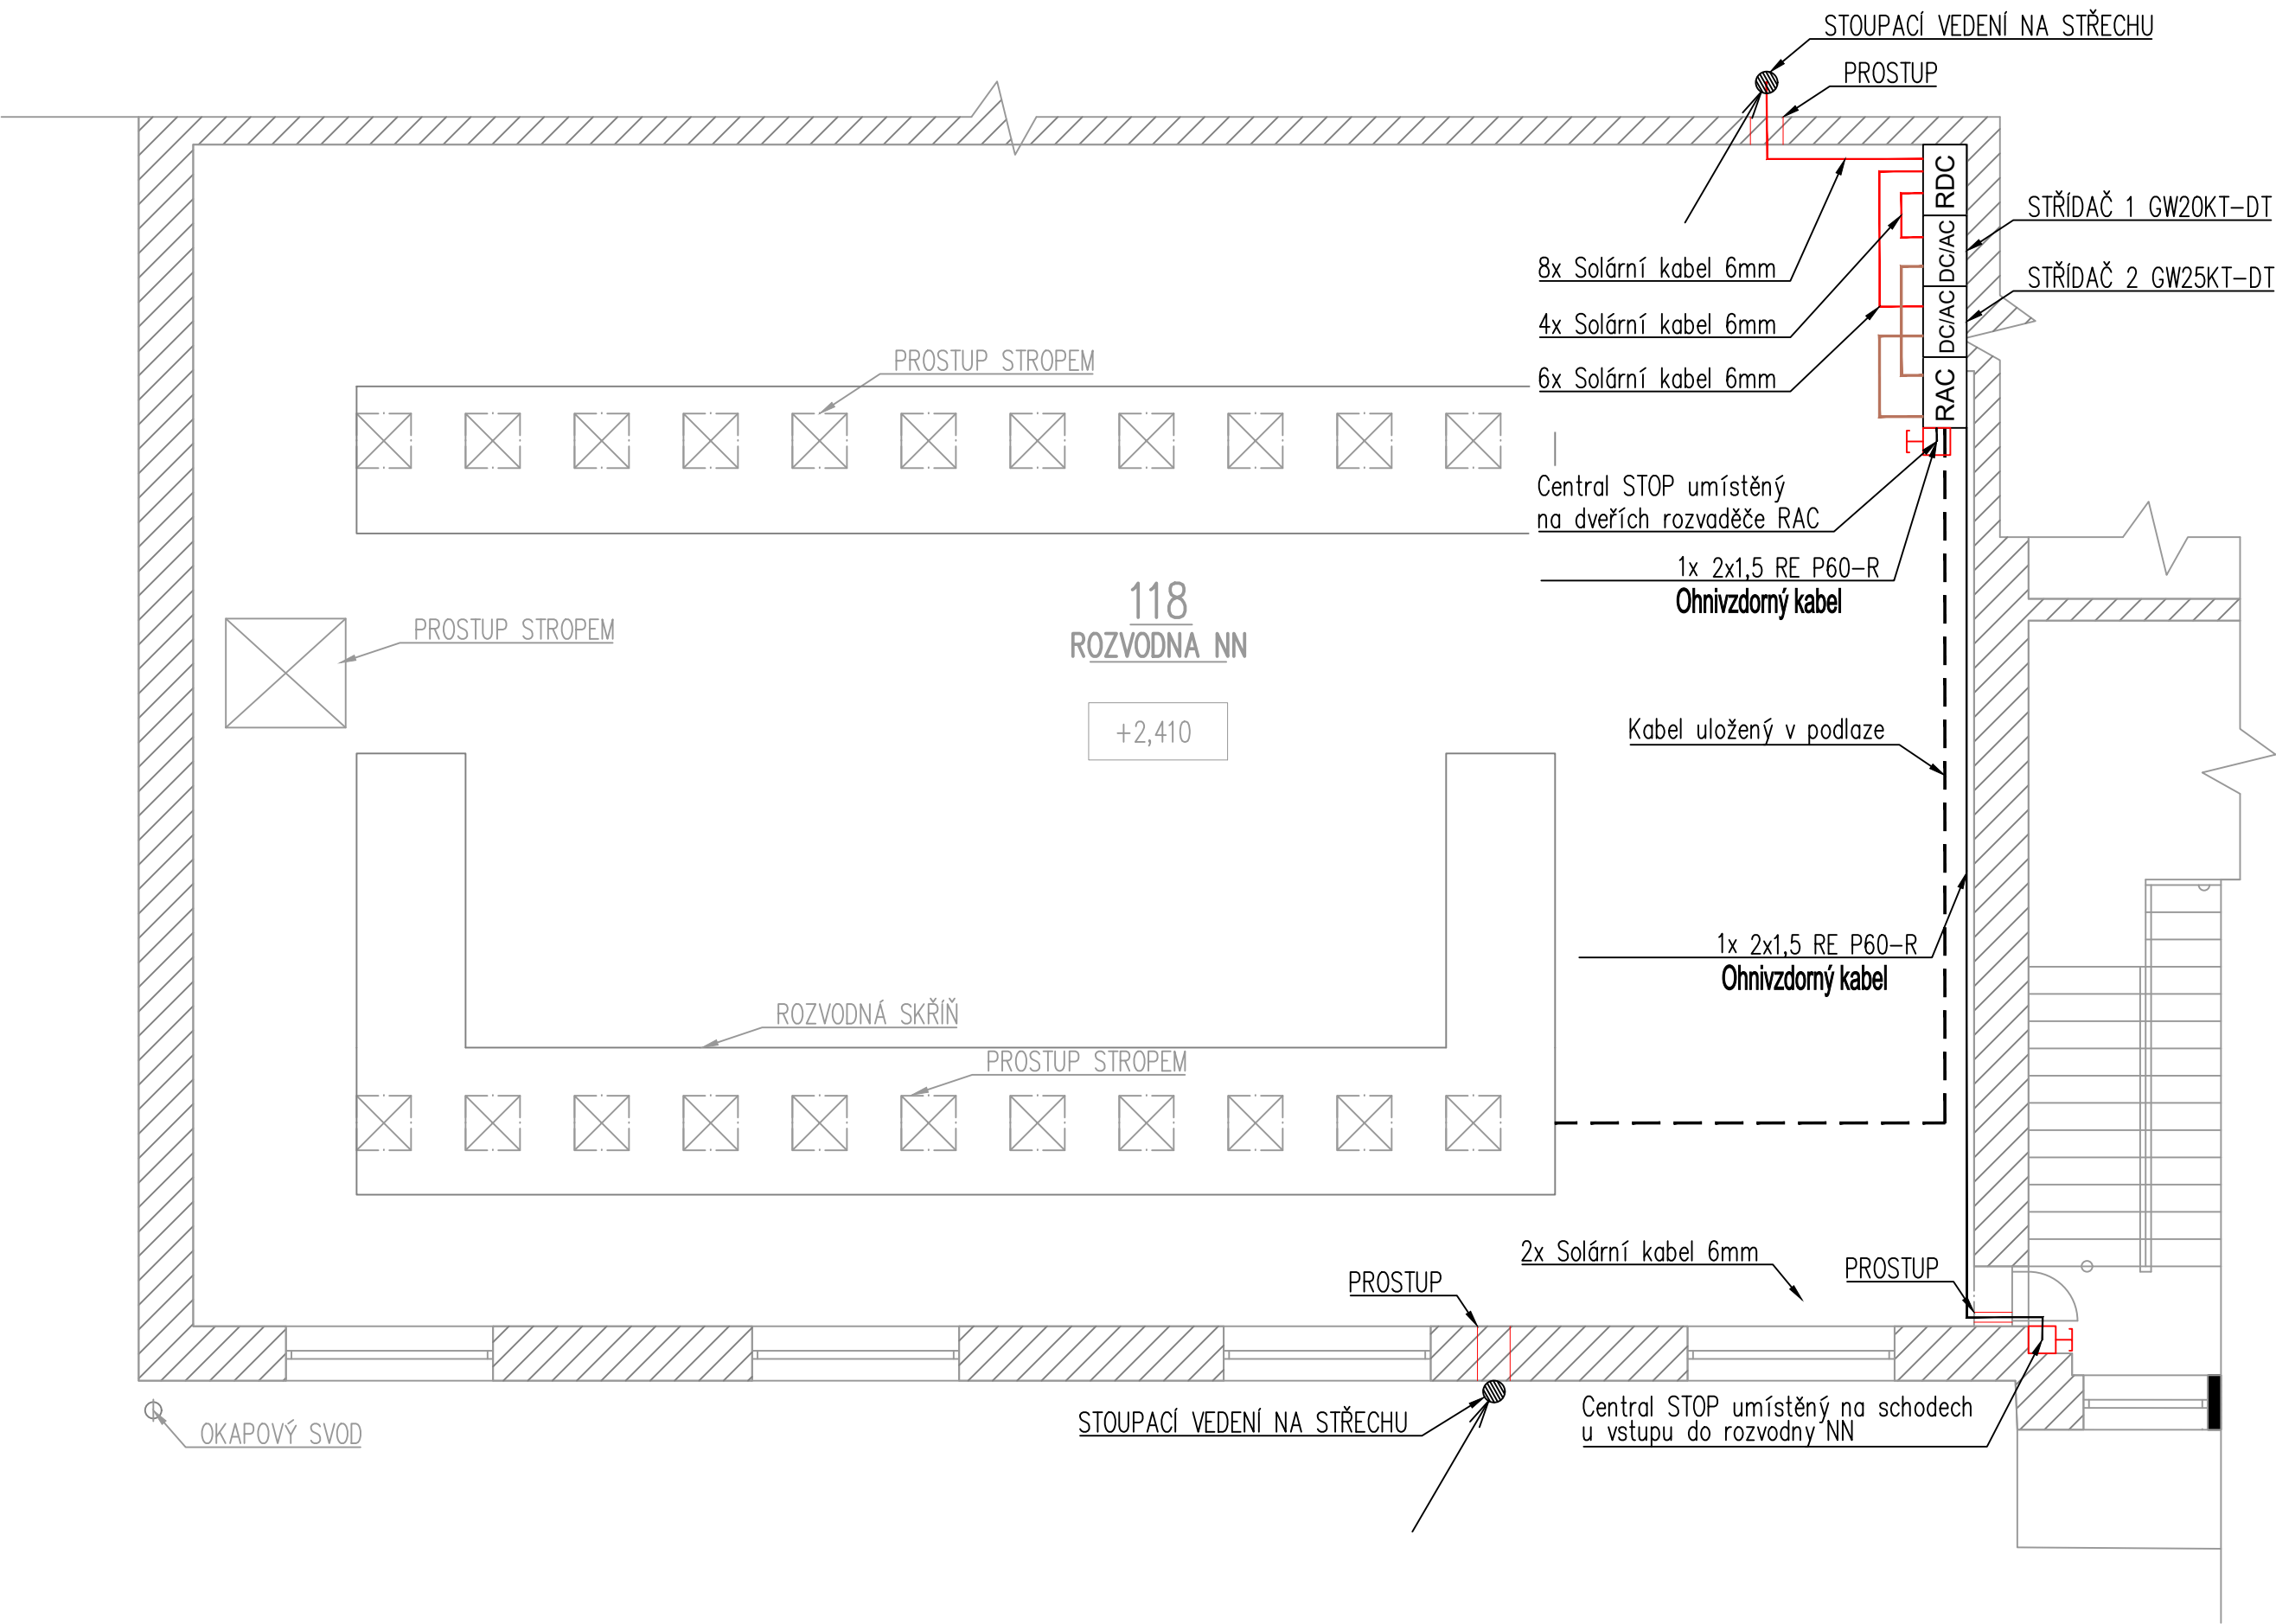 STOUPACÍ VEDENÍ NA STŘECHU
PROSTUP
RDC
DC/AC
DC/AC
RAC
STŘÍDAČ 1 GW20KT-DT
STŘÍDAČ 2 GW25KT-DT
8x Solární kabel 6mm
4x Solární kabel 6mm
6x Solární kabel 6mm
PROSTUP STROPEM
Central STOP umístěný
na dveřích rozvaděče RAC
1x 2x1,5 RE P60-R
Ohnivzdorný kabel
118
ROZVODNA NN
+2,410
PROSTUP STROPEM
Kabel uložený v podlaze
1x 2x1,5 RE P60-R
Ohnivzdorný kabel
ROZVODNÁ SKŘÍŇ
PROSTUP STROPEM
2x Solární kabel 6mm
PROSTUP
PROSTUP
STOUPACÍ VEDENÍ NA STŘECHU
Central STOP umístěný na schodech
u vstupu do rozvodny NN
OKAPOVÝ SVOD